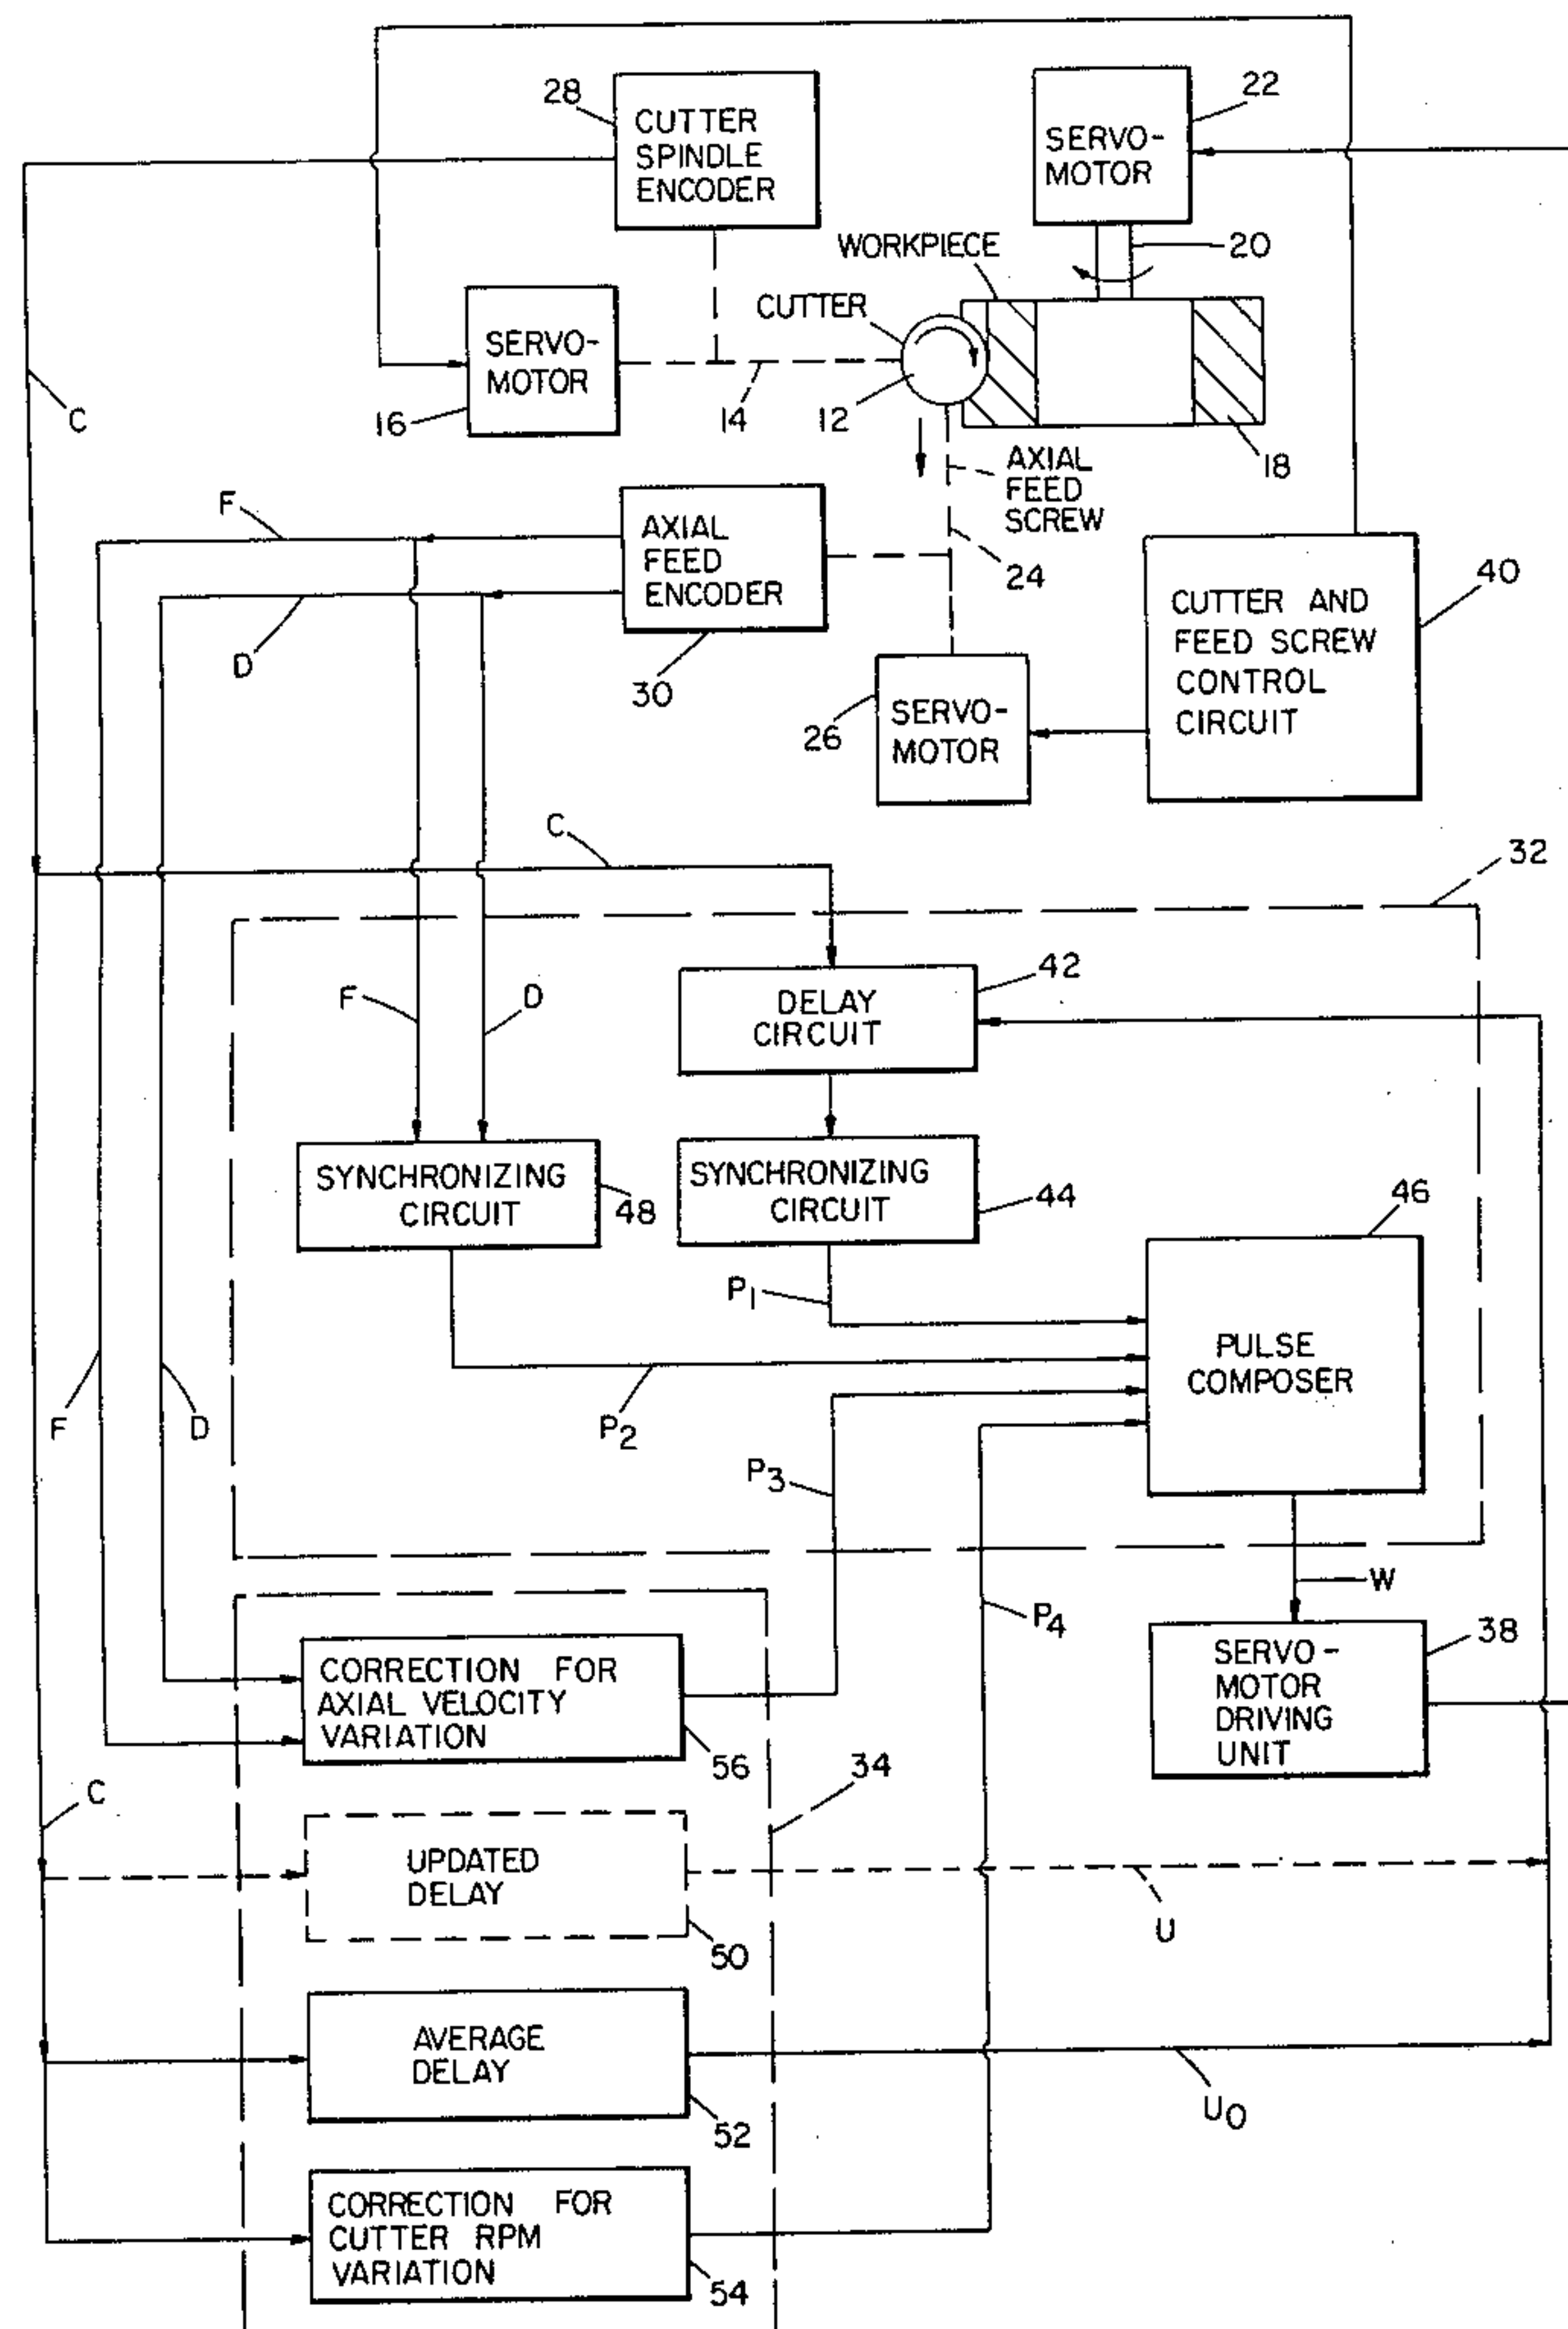 28
CUTTER
SPINDLE
ENCODER
22
SERVO-
MOTOR
20
WORKPIECE
CUTTER
SERVO-
MOTOR
16
14
12
18
C
AXIAL
FEED
SCREW
24
F
D
AXIAL
FEED
ENCODER
30
40
CUTTER AND
FEED SCREW
CONTROL
CIRCUIT
26
SERVO-
MOTOR
C
32
42
F
D
DELAY
CIRCUIT
SYNCHRONIZING
CIRCUIT
48
SYNCHRONIZING
CIRCUIT
44
46
P1
PULSE
COMPOSER
F
D
P2
P3
W
P4
38
SERVO-
MOTOR
DRIVING
UNIT
CORRECTION FOR
AXIAL VELOCITY
VARIATION
56
34
C
UPDATED
DELAY
50
U
AVERAGE
DELAY
52
U0
CORRECTION FOR
CUTTER RPM
VARIATION
54